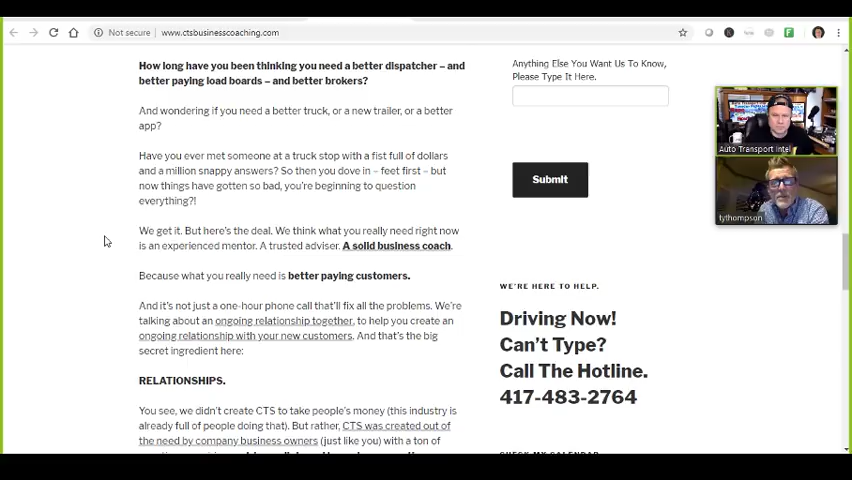 Not secure
www.ctsbusinesscoaching.com
How long have you been thinking you need a better dispatcher – and
better paying load boards – and better brokers?
And wondering if you need a better truck, or a new trailer, or a better
app?
Have you ever met someone at a truck stop with a fist full of dollars
and a million snappy answers? So then you dove in – feet first – but
now things have gotten so bad, you're beginning to question
everything?!
We get it. But here's the deal. We think what you really need right now
is an experienced mentor. A trusted adviser. A solid business coach.
Because what you really need is better paying customers.
And it's not just a one-hour phone call that'll fix all the problems. We're
talking about an ongoing relationship together, to help you create an
ongoing relationship with your new customers. And that's the big
secret ingredient here:
RELATIONSHIPS.
You see, we didn't create CTS to take people's money (this industry is
already full of people doing that). But rather, CTS was created out of
the need by company business owners (just like you) with a ton of
Anything Else You Want Us To Know,
Please Type It Here.
Submit
WE'RE HERE TO HELP.
Driving Now!
Can't Type?
Call The Hotline.
417-483-2764
CHECK MY CALENDAR
Auto Transport Intel
tythompson